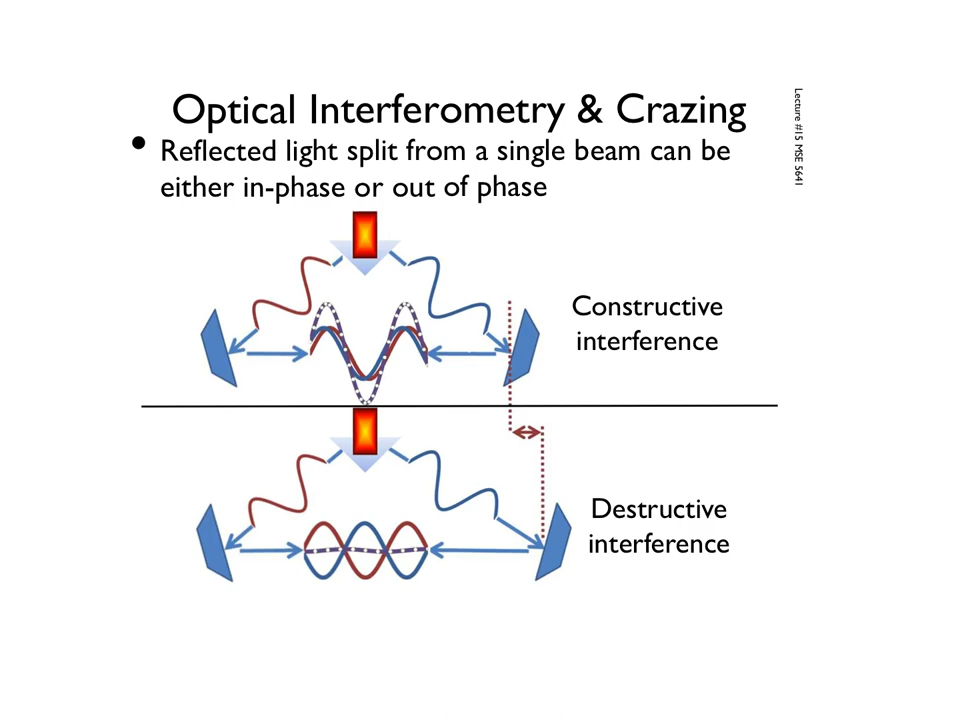 Optical Interferometry & Crazing
• Reflected light split from a single beam can be
either in-phase or out of phase
Lecture #15 MSE 5641
Constructive
interference
Destructive
interference